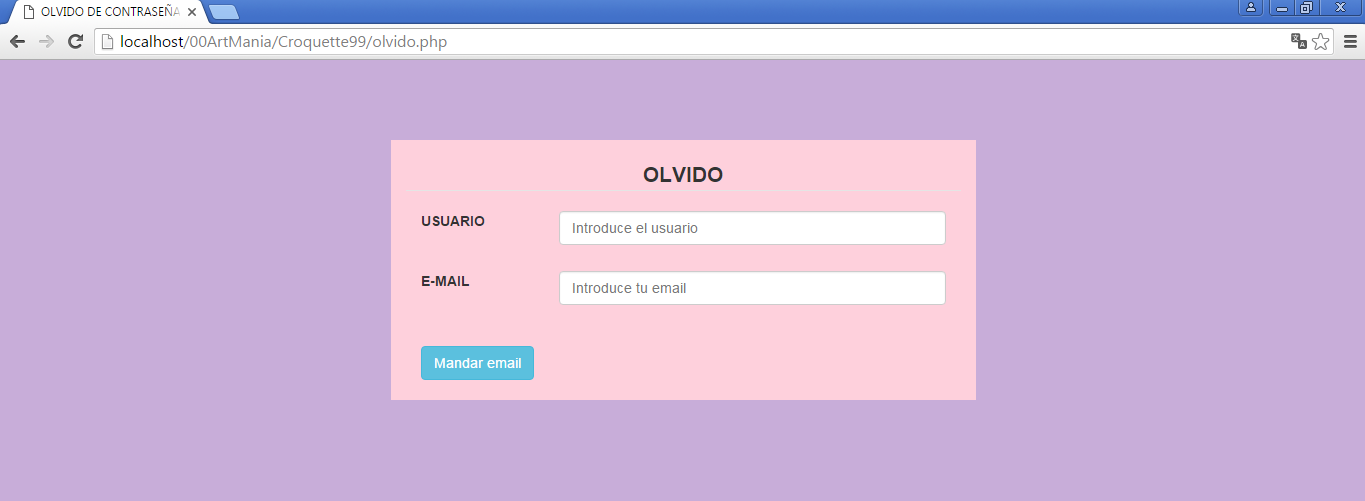 OLVIDO DE CONTRASEÑA
localhost/00ArtMania/Croquette99/olvido.php
OLVIDO
USUARIO
Introduce el usuario
E-MAIL
Introduce tu email
Mandar email